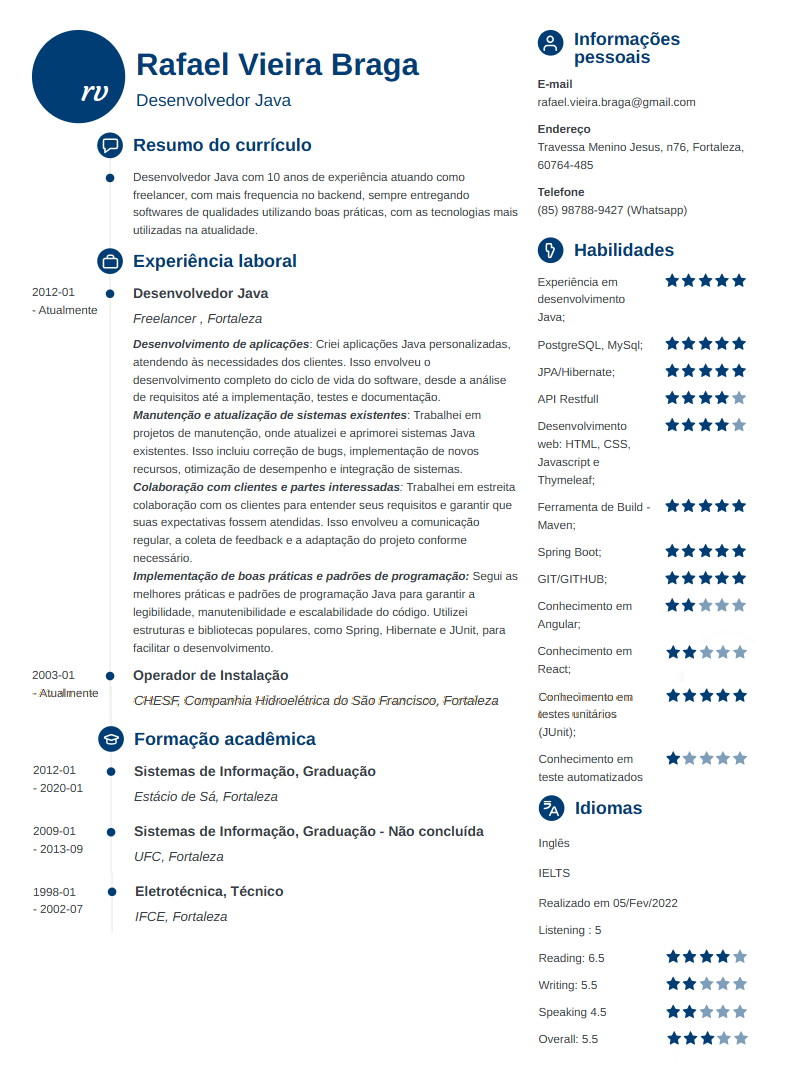 rv
Rafael Vieira Braga
Desenvolvedor Java
Resumo do currículo
Desenvolvedor Java com 10 anos de experiência atuando como
freelancer, com mais frequencia no backend, sempre entregando
softwares de qualidades utilizando boas práticas, com as tecnologias mais
utilizadas na atualidade.
Experiência laboral
2012-01
- Atualmente
Desenvolvedor Java
Freelancer , Fortaleza
Desenvolvimento de aplicações: Criei aplicações Java personalizadas,
atendendo às necessidades dos clientes. Isso envolveu o
desenvolvimento completo do ciclo de vida do software, desde a análise
de requisitos até a implementação, testes e documentação.
Manutenção e atualização de sistemas existentes: Trabalhei em
projetos de manutenção, onde atualizei e aprimorei sistemas Java
existentes. Isso incluiu correção de bugs, implementação de novos
recursos, otimização de desempenho e integração de sistemas.
Colaboração com clientes e partes interessadas: Trabalhei em estreita
colaboração com os clientes para entender seus requisitos e garantir que
suas expectativas fossem atendidas. Isso envolveu a comunicação
regular, a coleta de feedback e a adaptação do projeto conforme
necessário.
Implementação de boas práticas e padrões de programação: Segui as
melhores práticas e padrões de programação Java para garantir a
legibilidade, manutenibilidade e escalabilidade do código. Utilizei
estruturas e bibliotecas populares, como Spring, Hibernate e JUnit, para
facilitar o desenvolvimento.
2003-01
- Atualmente
Operador de Instalação
CHESF, Companhia Hidroelétrica do São Francisco, Fortaleza
Formação acadêmica
2012-01
- 2020-01
Sistemas de Informação, Graduação
Estácio de Sá, Fortaleza
2009-01
- 2013-09
Sistemas de Informação, Graduação - Não concluída
UFC, Fortaleza
1998-01
- 2002-07
Eletrotécnica, Técnico
IFCE, Fortaleza
Informações
pessoais
E-mail
rafael.vieira.braga@gmail.com
Endereço
Travessa Menino Jesus, n76, Fortaleza,
60764-485
Telefone
(85) 98788-9427 (Whatsapp)
Habilidades
Experiência em
desenvolvimento
Java;
PostgreSQL, MySql;
JPA/Hibernate;
API Restfull
Desenvolvimento
web: HTML, CSS,
Javascript e
Thymeleaf;
Ferramenta de Build -
Maven;
Spring Boot;
GIT/GITHUB;
Conhecimento em
Angular;
Conhecimento em
React;
Conhecimento em
testes unitários
(JUnit);
Conhecimento em
teste automatizados
Idiomas
Inglês
IELTS
Realizado em 05/Fev/2022
Listening : 5
Reading: 6.5
Writing: 5.5
Speaking 4.5
Overall: 5.5